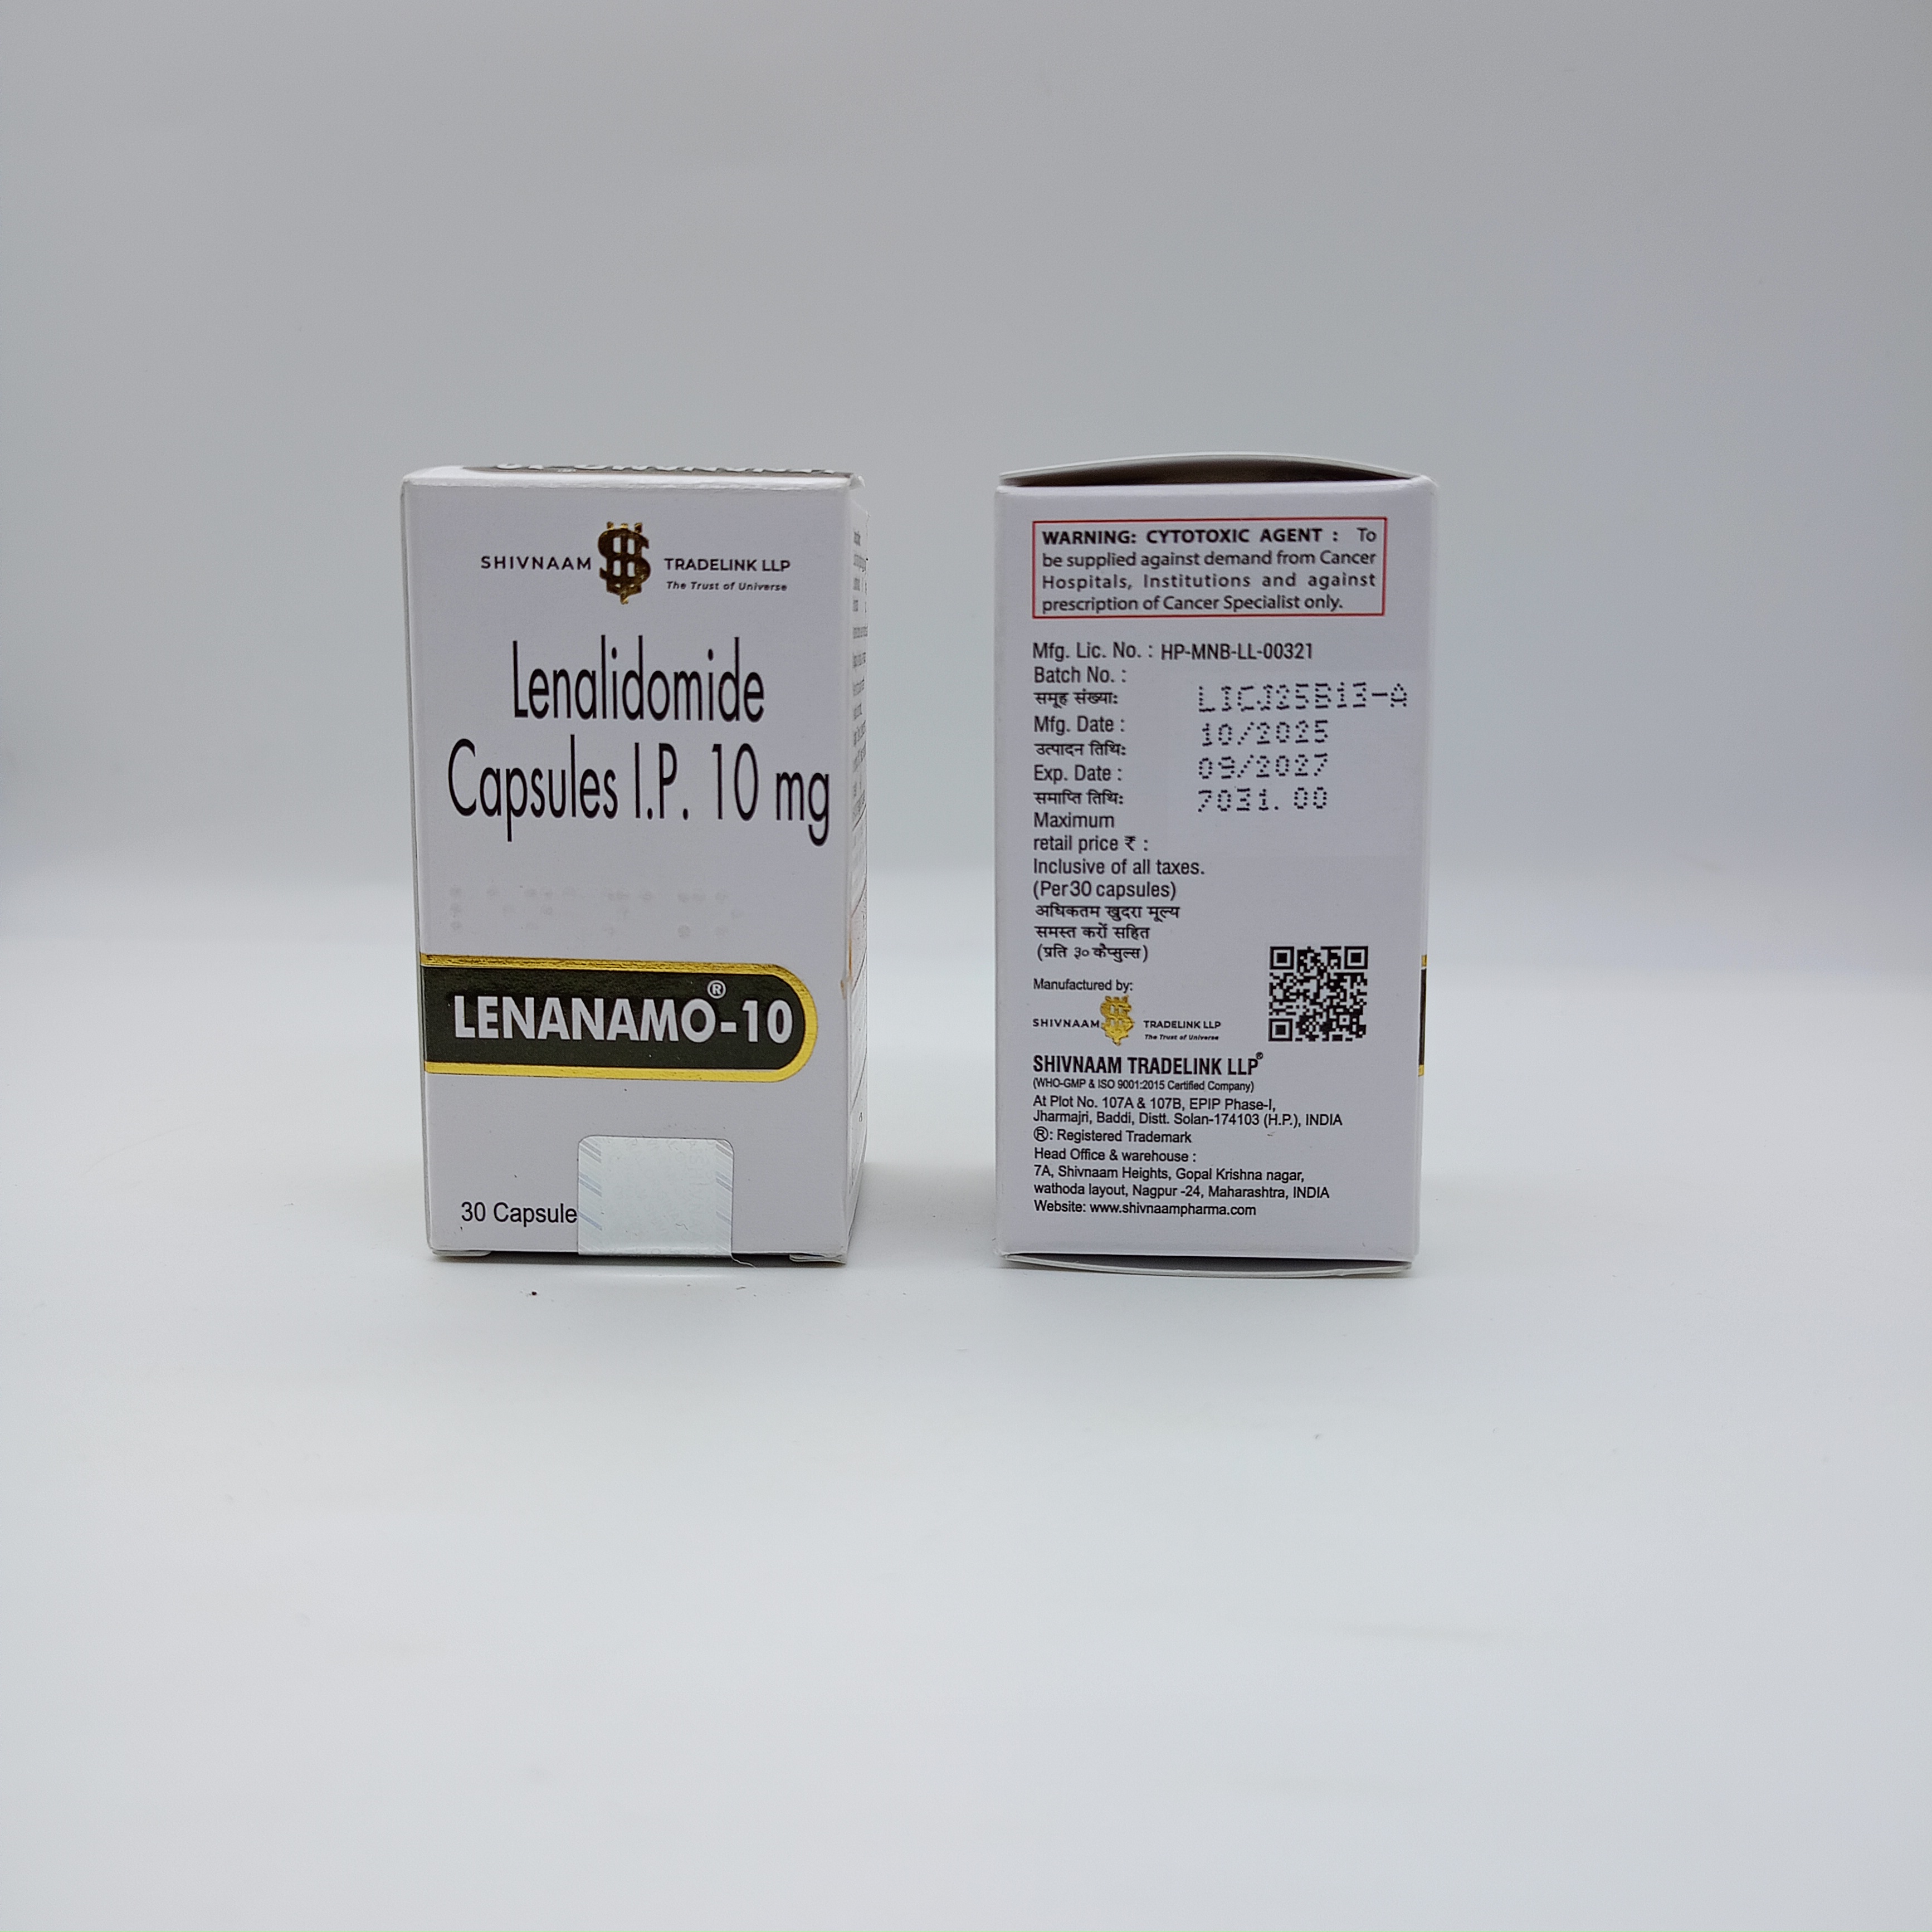 SHIVNAAM TRADELINK LLP
The Trust of Universe
Lenalidomide
Capsules I.P. 10 mg
LENANAMO®-10
30 Capsule
WARNING: CYTOTOXIC AGENT : To
be supplied against demand from Cancer
Hospitals, Institutions and against
prescription of Cancer Specialist only.
Mfg. Lic. No. : HP-MNB-LL-00321
Batch No. :
समूह संख्या: LICJ25B13-A
Mfg. Date : 10/2025
उत्पादन तिथि:
Exp. Date : 09/2027
समाप्ति तिथि: 7031.00
Maximum
retail price ₹ :
Inclusive of all taxes.
(Per 30 capsules)
अधिकतम खुदरा मूल्य
समस्त करों सहित
(प्रति ३० कैप्सुल्स)
Manufactured by:
SHIVNAAM TRADELINK LLP
The Trust of Universe
SHIVNAAM TRADELINK LLP®
(WHO-GMP & ISO 9001:2015 Certified Company)
At Plot No. 107A & 107B, EPIP Phase-I,
Jharmajri, Baddi, Distt. Solan-174103 (H.P.), INDIA
®: Registered Trademark
Head Office & warehouse :
7A, Shivnaam Heights, Gopal Krishna nagar,
wathoda layout, Nagpur -24, Maharashtra, INDIA
Website: www.shivnaampharma.com